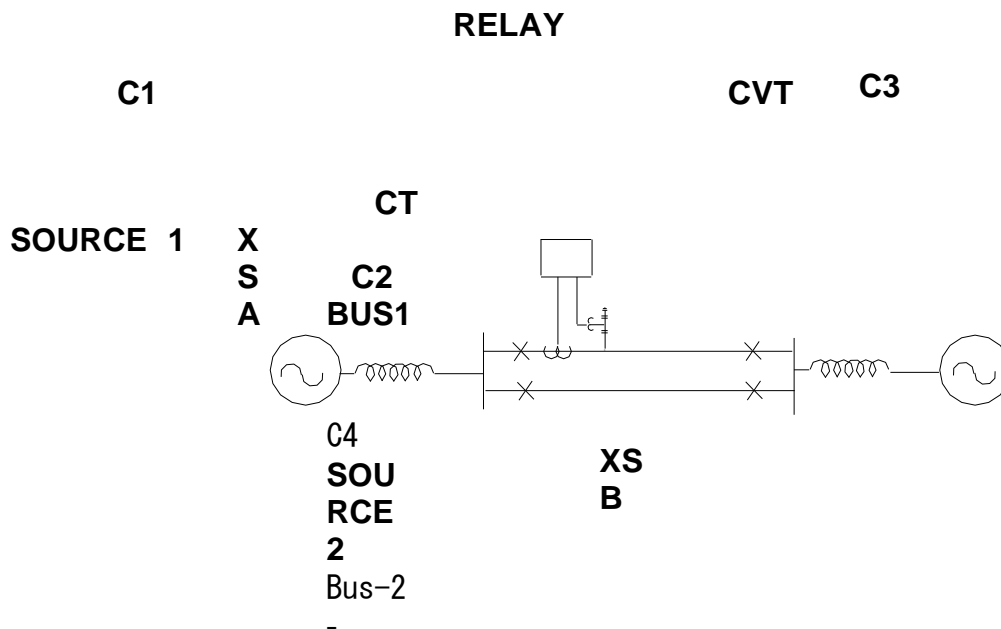 RELAY
C1
CVT
C3
CT
SOURCE 1
X
S
A
C2
BUS1
C4
SOU
RCE
2
Bus-2
-
XS
B